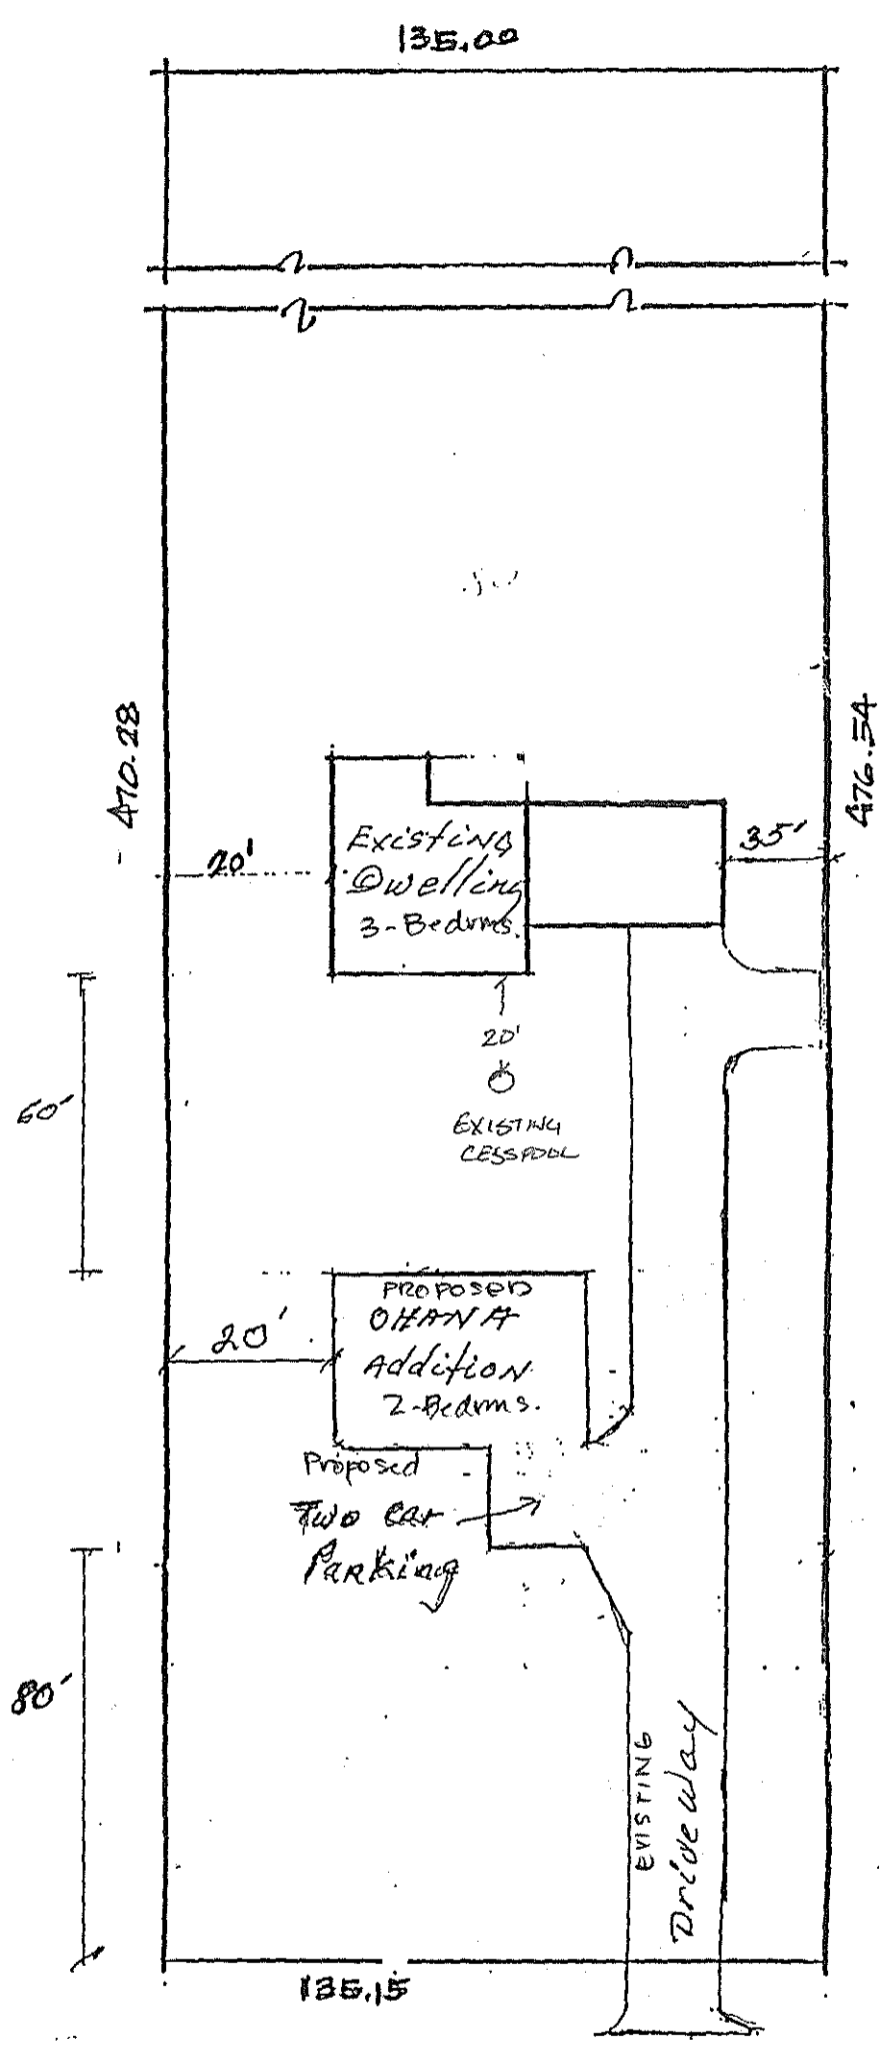 135.00
470.28
476.54
Existing
Dwelling
3-Bedrms.
20'
35'
20'
EXISTING
CESSPOOL
60'
PROPOSED
OHANA
Addition
2-Bedrms.
20'
Proposed
Two Car
Parking
80'
EXISTING
Driveway
135.15